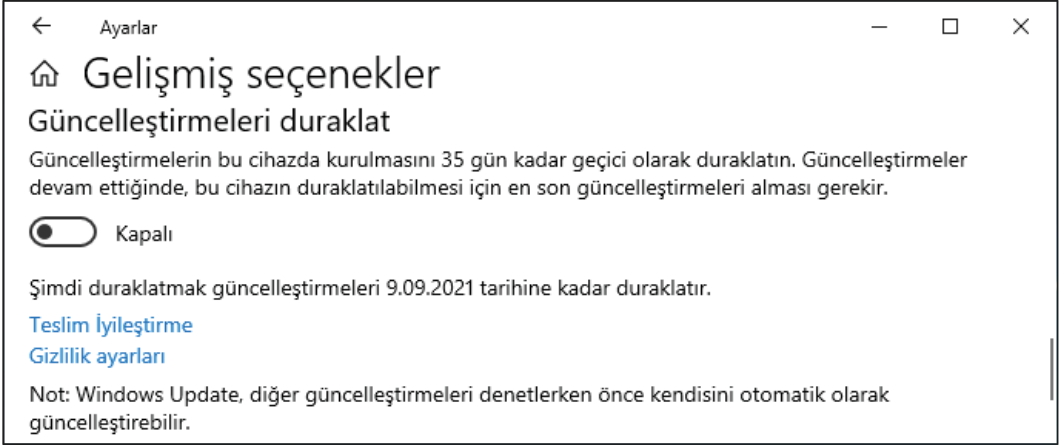 Ayarlar
Gelişmiş seçenekler
Güncelleştirmeleri duraklat
Güncelleştirmelerin bu cihazda kurulmasını 35 gün kadar geçici olarak duraklatın. Güncelleştirmeler
devam ettiğinde, bu cihazın duraklatılabilmesi için en son güncelleştirmeleri alması gerekir.
Kapalı
Şimdi duraklatmak güncelleştirmeleri 9.09.2021 tarihine kadar duraklatır.
Teslim İyileştirme
Gizlilik ayarları
Not: Windows Update, diğer güncelleştirmeleri denetlerken önce kendisini otomatik olarak
güncelleştirebilir.